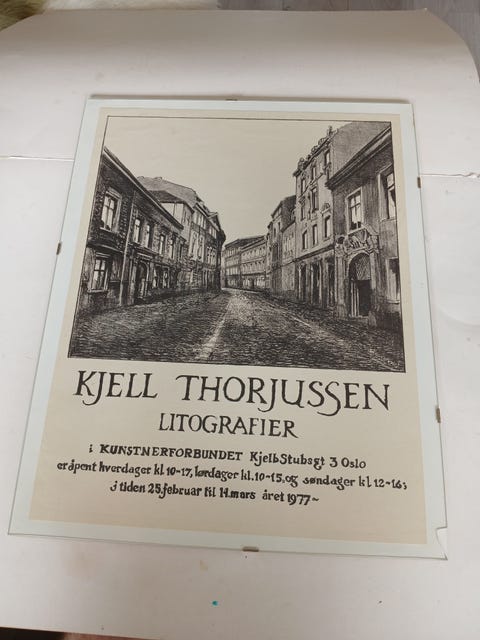 KJELL THORJUSSEN
LITOGRAFIER
i KUNSTNERFORBUNDET Kjeld Stubsgt 3 Oslo
er åpent hverdager kl. 10-17, lørdager kl. 10-15, og søndager kl 12-16;
i tiden 25. februar til 14. mars året 1977~